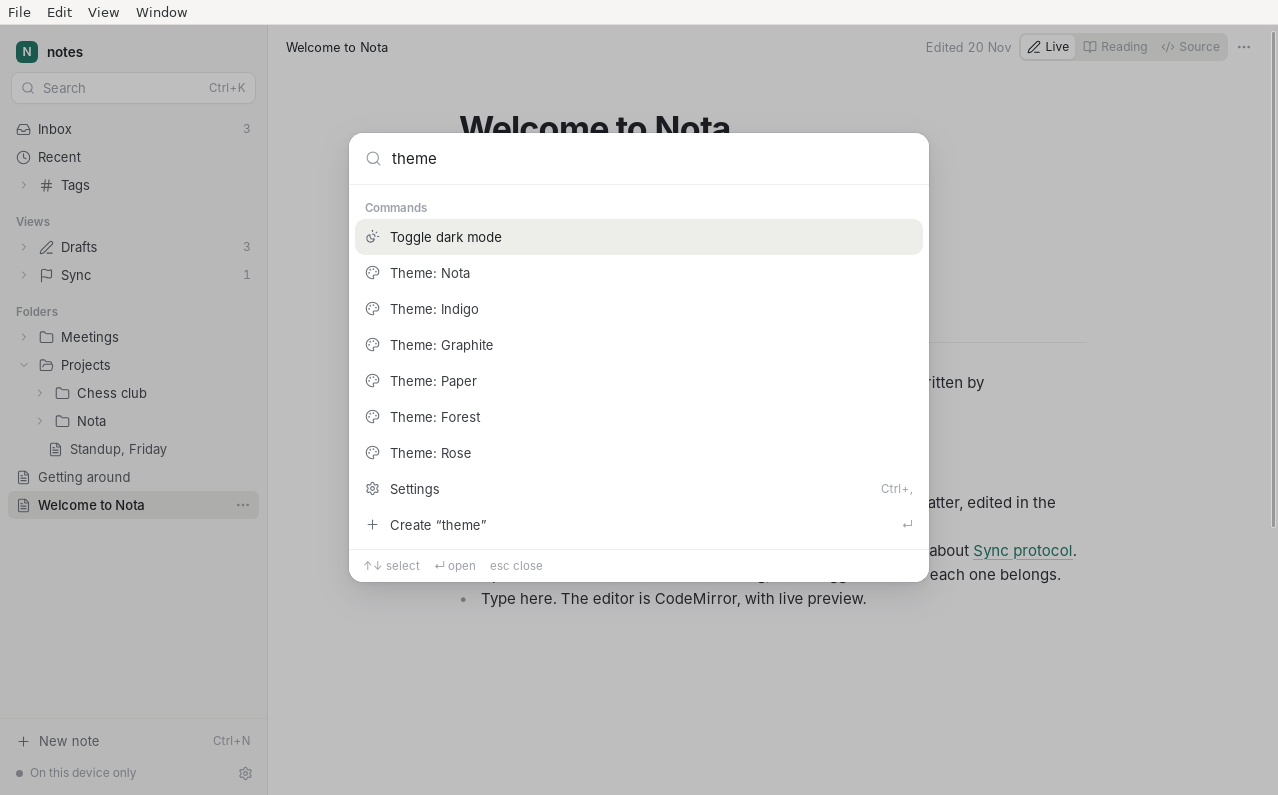 File Edit View Window
N notes
Search Ctrl+K
Inbox 3
Recent
Tags
Views
Drafts 3
Sync 1
Folders
Meetings
Projects
Chess club
Nota
Standup, Friday
Getting around
Welcome to Nota
New note Ctrl+N
On this device only
Welcome to Nota
Edited 20 Nov Live Reading Source
Welcome to Nota
theme
Commands
Toggle dark mode
Theme: Nota
Theme: Indigo
Theme: Graphite
Theme: Paper
Theme: Forest
Theme: Rose
Settings Ctrl+,
Create “theme”
select open esc close
written by
edited in the
about Sync protocol.
each one belongs.
Type here. The editor is CodeMirror, with live preview.